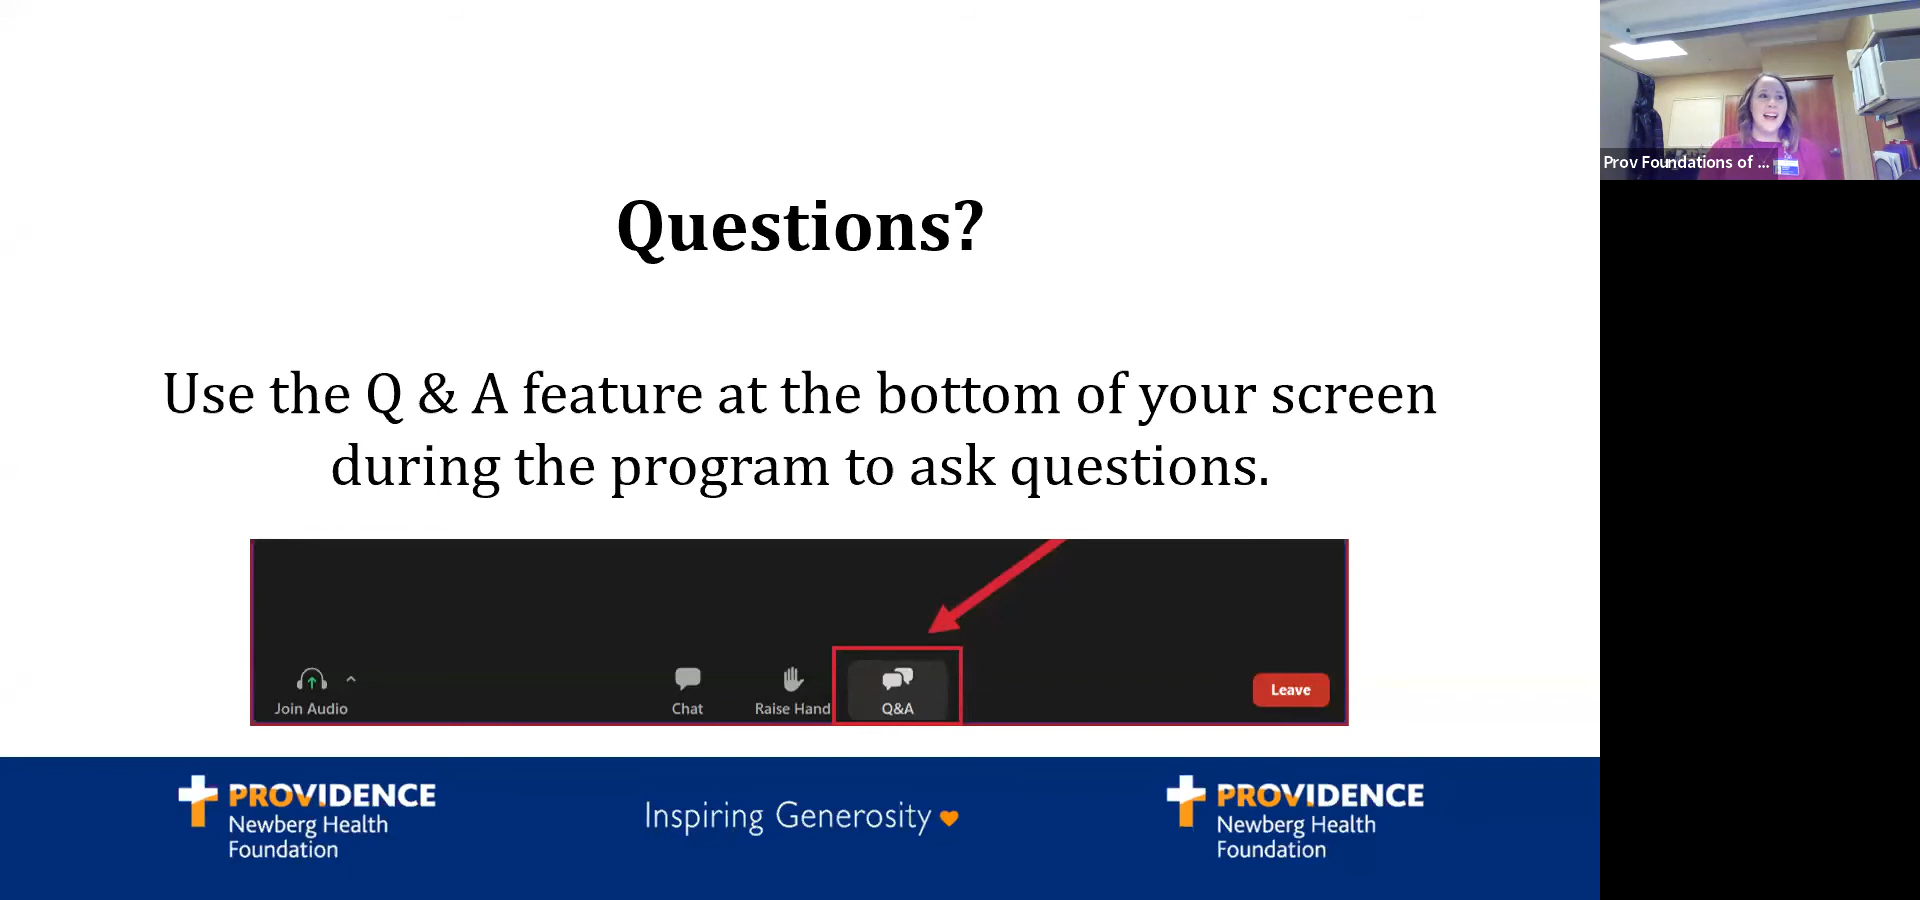 Questions?
Use the Q & A feature at the bottom of your screen
during the program to ask questions.
Join Audio
Chat
Raise Hand
Q&A
Leave
PROVIDENCE
Newberg Health
Foundation
Inspiring Generosity
PROVIDENCE
Newberg Health
Foundation
Prov Foundations of ...